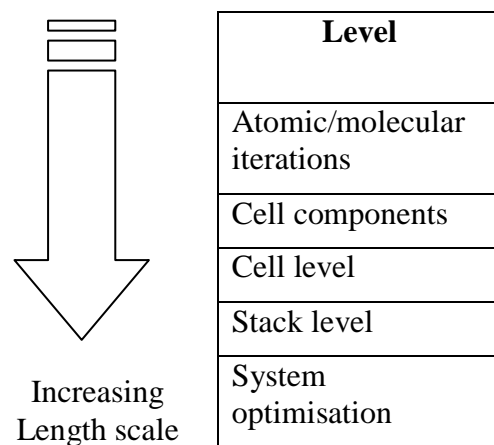 Level
Atomic/molecular
iterations
Cell components
Cell level
Stack level
System
optimisation
Increasing
Length scale